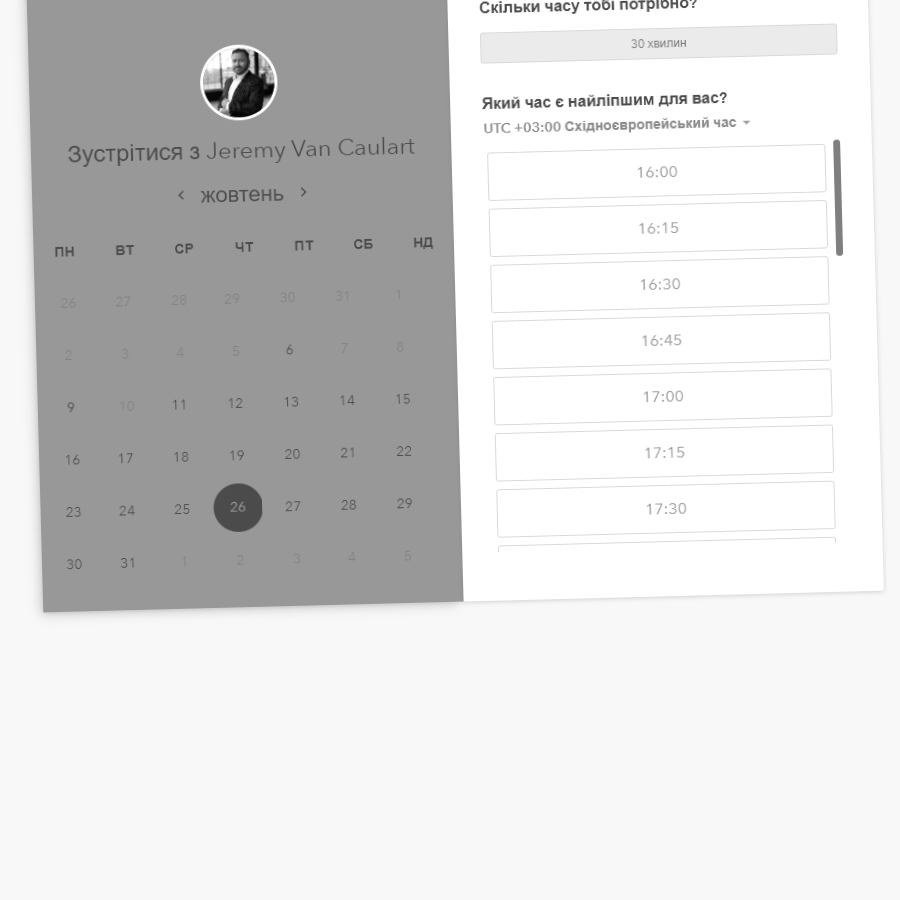 Зустрітися з Jeremy Van Caulart
жовтень
ПН ВТ СР ЧТ ПТ СБ НД
26 27 28 29 30 31 1
2 3 4 5 6 7 8
9 10 11 12 13 14 15
16 17 18 19 20 21 22
23 24 25 26 27 28 29
30 31 1 2 3 4 5
Скільки часу тобі потрібно?
30 хвилин
Який час є найліпшим для вас?
UTC +03:00 Східноєвропейський час
16:00
16:15
16:30
16:45
17:00
17:15
17:30